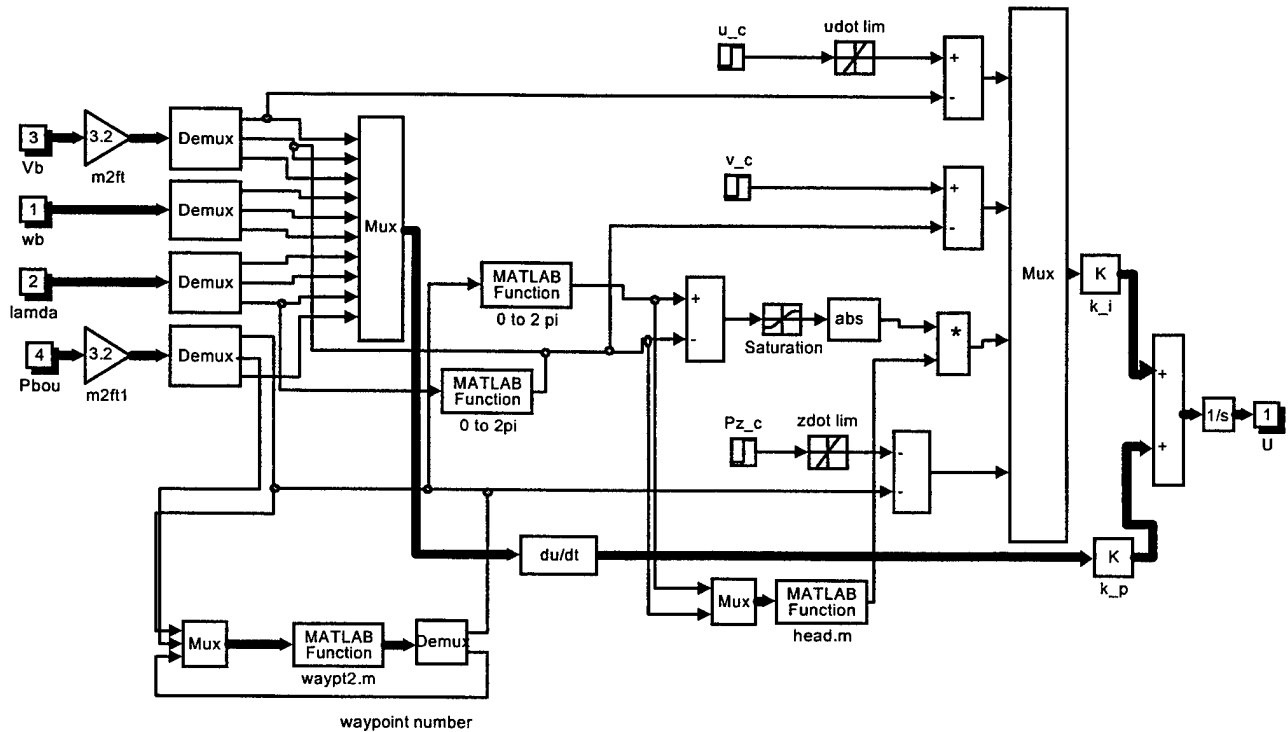 u_c
udot lim
+
-
3
Vb
3.2
m2ft
Demux
v_c
+
-
1
wb
Demux
Mux
2
lamda
Demux
MATLAB
Function
0 to 2 pi
+
-
Saturation
abs
*
Mux
K
k_i
4
Pbou
3.2
m2ft1
Demux
MATLAB
Function
0 to 2pi
Pz_c
zdot lim
-
-
+
+
1/s
1
U
du/dt
K
k_p
Mux
MATLAB
Function
head.m
Mux
MATLAB
Function
waypt2.m
Demux
waypoint number